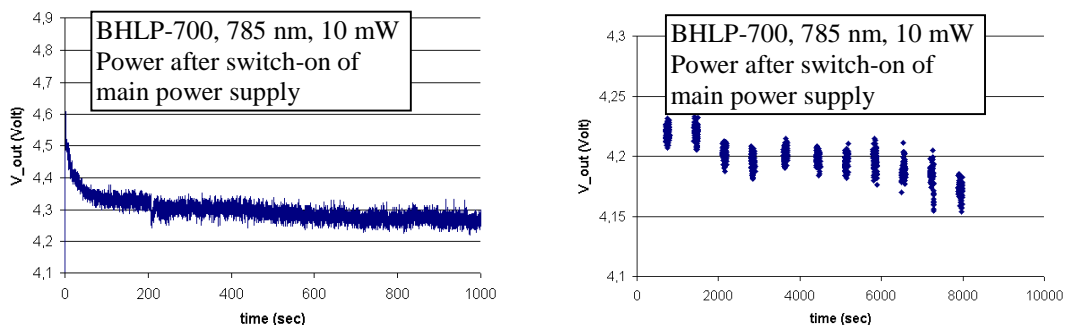 4,9
4,8
4,7
4,6
4,5
4,4
4,3
4,2
4,1
V_out (Volt)
BHLP-700, 785 nm, 10 mW
Power after switch-on of
main power supply
0 200 400 600 800 1000
time (sec)
4,3
4,25
4,2
4,15
4,1
V_out (Volt)
BHLP-700, 785 nm, 10 mW
Power after switch-on of
main power supply
0 2000 4000 6000 8000 10000
time (sec)